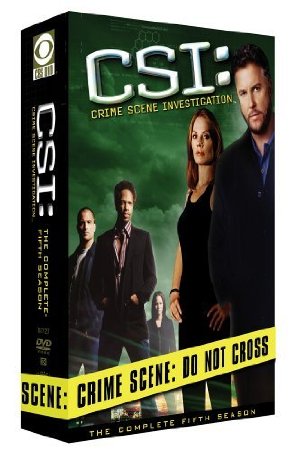 CBS DVD
CSI:
CRIME SCENE INVESTIGATION
THE COMPLETE
FIFTH SEASON
DVD
CSI:
CRIME SCENE INVESTIGATION
SCENE: CRIME SCENE: DO NOT CROSS
THE COMPLETE FIFTH SEASON